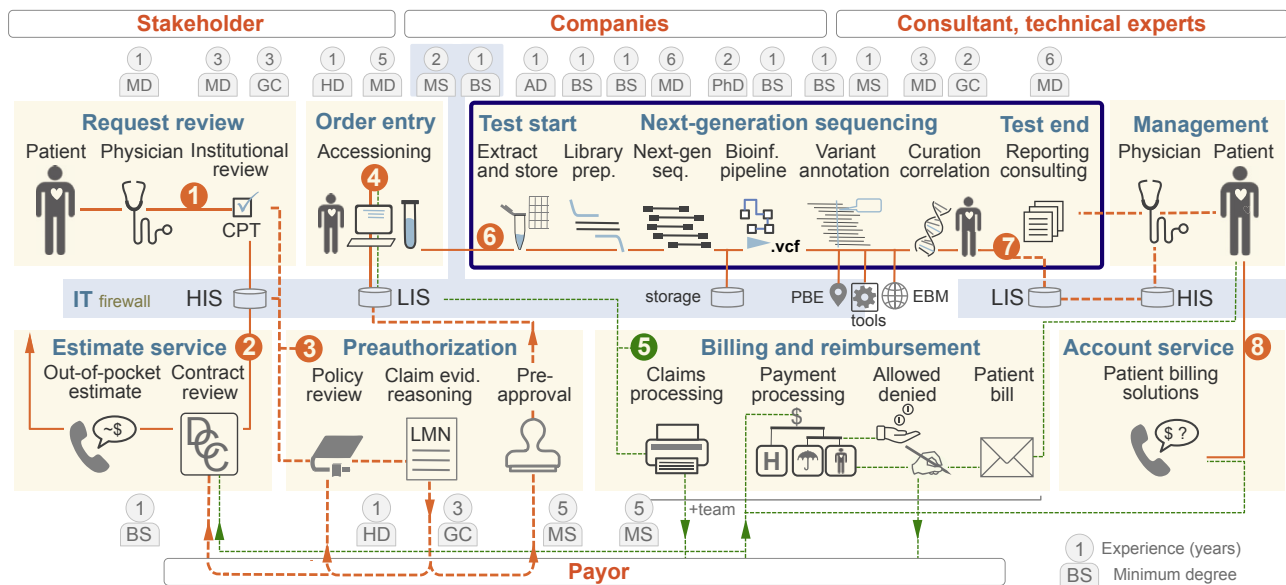 Stakeholder
Companies
Consultant, technical experts
1 3 3 1 5 2 1 1 1 1 6 2 1 1 1 3 2 6
MD MD GC HD MD MS BS AD BS BS MD PhD BS BS MS MD GC MD
Request review
Patient
Physician
Institutional
review
1
CPT
Order entry
Accessioning
4
Test start
Next-generation sequencing
Test end
Extract
and store
Library
prep.
Next-gen
seq.
Bioinf.
pipeline
Variant
annotation
Curation
correlation
Reporting
consulting
6
.vcf
7
Management
Physician
Patient
IT firewall
HIS
LIS
storage
PBE
tools
EBM
LIS
HIS
Estimate service
2
Out-of-pocket
estimate
Contract
review
~$
DCC
3
Preauthorization
Policy
review
Claim evid.
reasoning
Pre-
approval
LMN
5
Billing and reimbursement
Claims
processing
Payment
processing
Allowed
denied
Patient
bill
$
H
Account service
8
Patient billing
solutions
$ ?
1 1 3 5 5
BS HD GC MS MS
+team
Payor
1 Experience (years)
BS Minimum degree